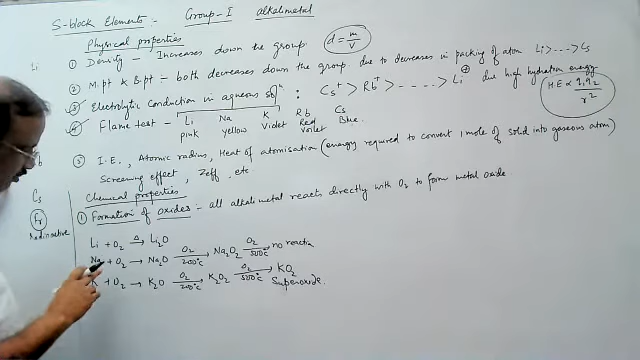 S-block Elements: Group-I alkalimetal
Physical properties
Li
① Density - Increases down the group. d = m/V
② M.pt & B.pt - both decreases down the group. due to decreases in packing of atom Li > ... > Cs
③ Electrolytic Conduction in aqueous solⁿ : Cs⁺ > Rb⁺ > ..... > Li⁺ due high hydration energy
H.E ∝ q₁q₂/r²
④ Flame test - Li Na K Rb Cs
pink yellow Violet Red violet Blue.
⑤ I.E., Atomic radius, Heat of Atomisation (energy required to convert 1 mole of solid into gaseous atom)
Screening effect, Zeff, etc.
b
Cs
Fr
Radioactive
Chemical properties
① Formation of oxides :- all alkalimetal reacts directly with O₂ to form metal oxide
Li + O₂ →Δ Li₂O
Na + O₂ → Na₂O →O₂ 200°C Na₂O₂ →O₂ 500°C no reactio
K + O₂ → K₂O →O₂ 200°C K₂O₂ →O₂ 500°C KO₂
Superoxide.